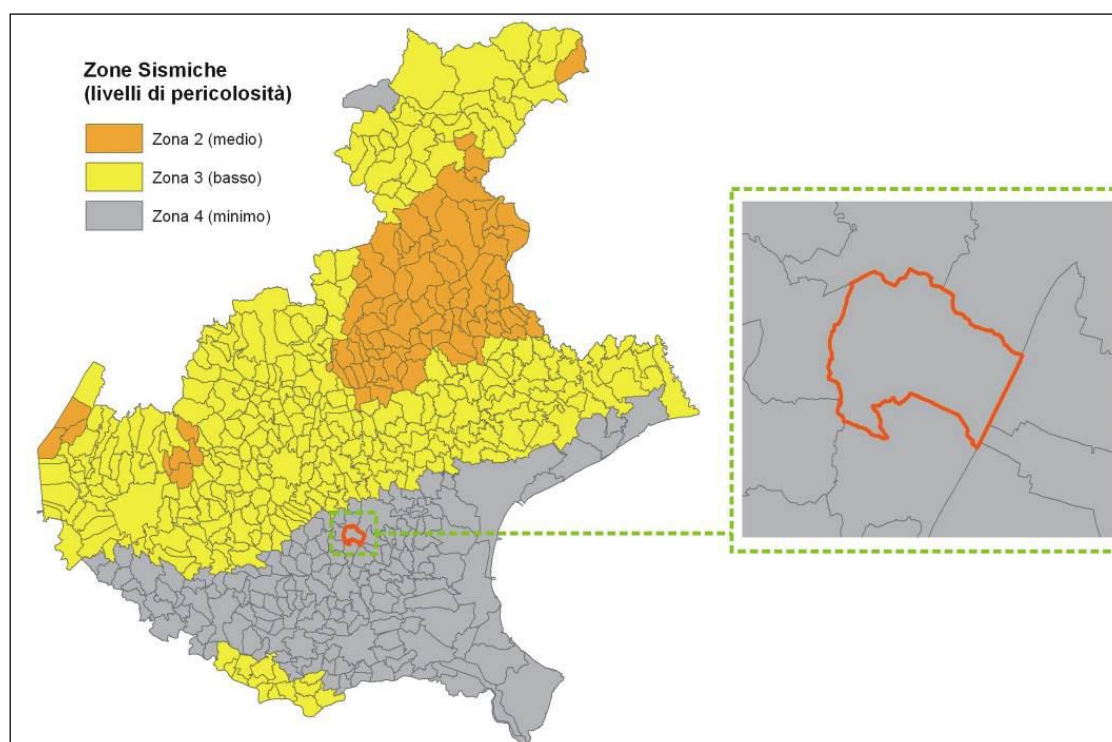 Zone Sismiche
(livelli di pericolosità)
Zona 2 (medio)
Zona 3 (basso)
Zona 4 (minimo)